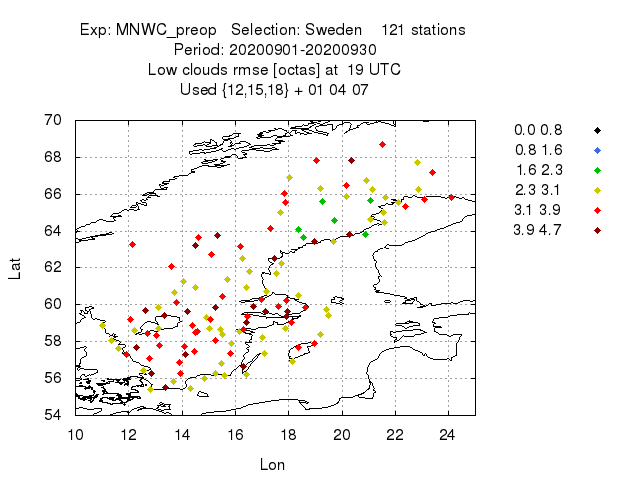 Exp: MNWC_preop Selection: Sweden 121 stations
Period: 20200901-20200930
Low clouds rmse [octas] at 19 UTC
Used {12,15,18} + 01 04 07
70
68
66
64
62
60
58
56
54
10 12 14 16 18 20 22 24
Lat
Lon
0.0 0.8
0.8 1.6
1.6 2.3
2.3 3.1
3.1 3.9
3.9 4.7